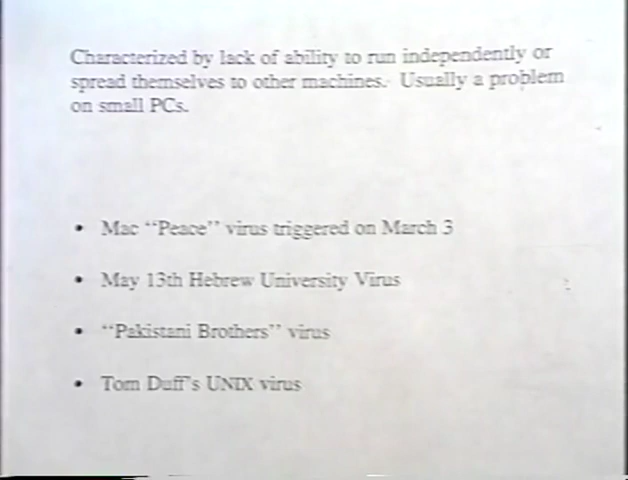 Characterized by lack of ability to run independently or
spread themselves to other machines. Usually a problem
on small PCs.
• Mac “Peace” virus triggered on March 3
• May 13th Hebrew University Virus
• “Pakistani Brothers” virus
• Tom Duff's UNIX virus